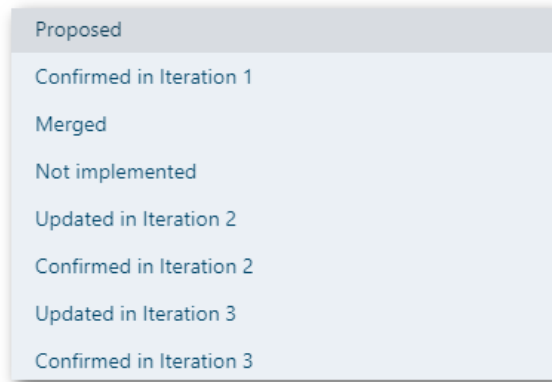 Proposed
Confirmed in Iteration 1
Merged
Not implemented
Updated in Iteration 2
Confirmed in Iteration 2
Updated in Iteration 3
Confirmed in Iteration 3